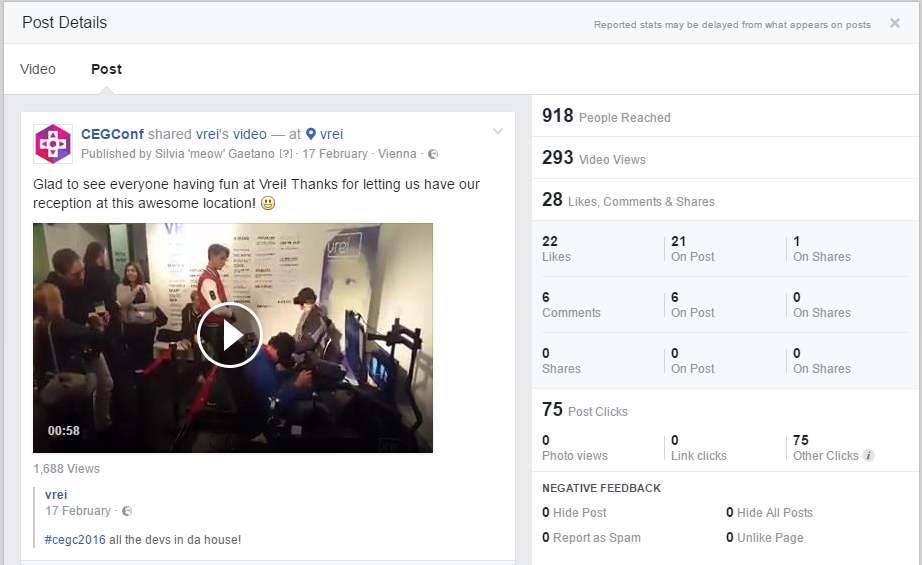 Post Details
Reported stats may be delayed from what appears on posts
Video
Post
CEGConf shared vrei's video — at vrei
Published by Silvia 'meow' Gaetano [?] · 17 February · Vienna ·
Glad to see everyone having fun at Vrei! Thanks for letting us have our
reception at this awesome location! 😃
vrei
00:58
1,688 Views
vrei
17 February ·
#cegc2016 all the devs in da house!
918 People Reached
293 Video Views
28 Likes, Comments & Shares
22 21 1
Likes On Post On Shares
6 6 0
Comments On Post On Shares
0 0 0
Shares On Post On Shares
75 Post Clicks
0 0 75
Photo views Link clicks Other Clicks i
NEGATIVE FEEDBACK
0 Hide Post 0 Hide All Posts
0 Report as Spam 0 Unlike Page